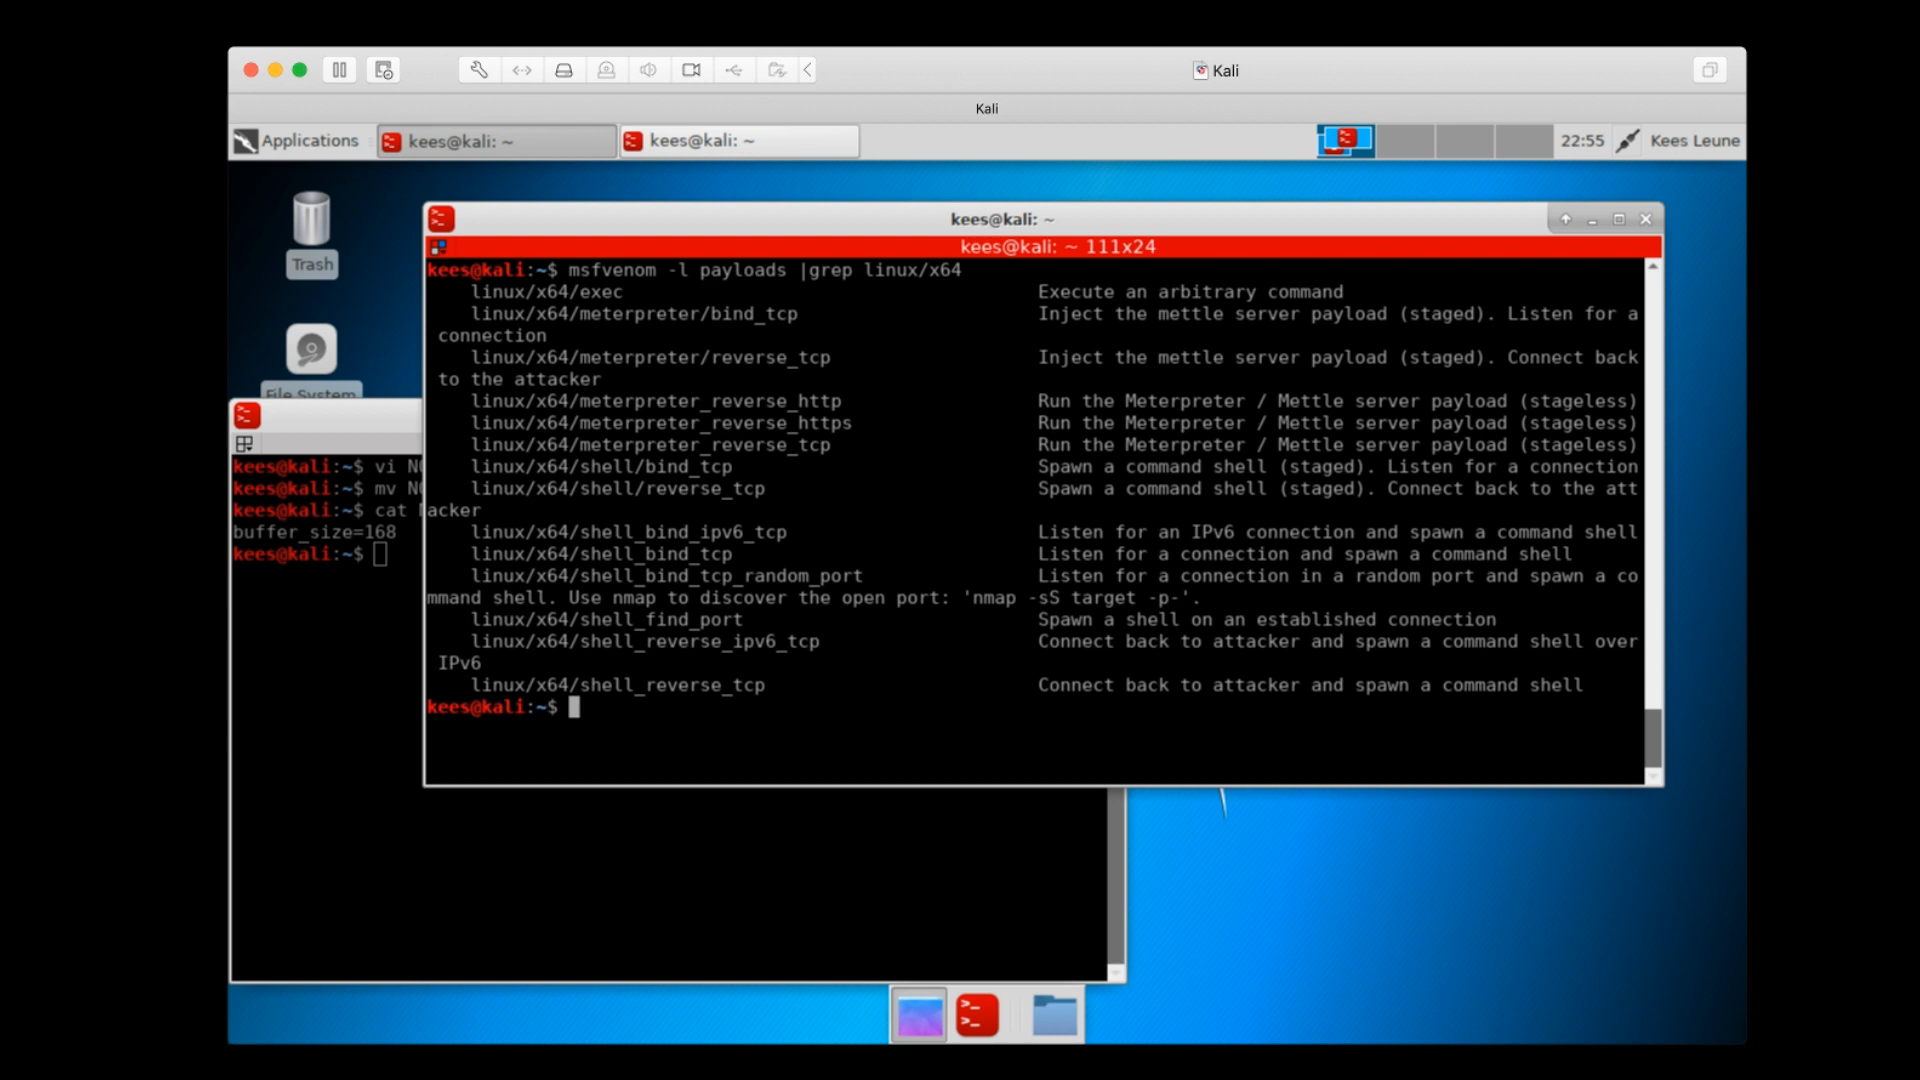 Kali
Kali
Applications
kees@kali: ~
kees@kali: ~
22:55
Kees Leune
Trash
File System
kees@kali: ~
kees@kali: ~ 111x24
kees@kali:~$ msfvenom -l payloads |grep linux/x64
linux/x64/exec Execute an arbitrary command
linux/x64/meterpreter/bind_tcp Inject the mettle server payload (staged). Listen for a
connection
linux/x64/meterpreter/reverse_tcp Inject the mettle server payload (staged). Connect back
to the attacker
linux/x64/meterpreter_reverse_http Run the Meterpreter / Mettle server payload (stageless)
linux/x64/meterpreter_reverse_https Run the Meterpreter / Mettle server payload (stageless)
linux/x64/meterpreter_reverse_tcp Run the Meterpreter / Mettle server payload (stageless)
linux/x64/shell/bind_tcp Spawn a command shell (staged). Listen for a connection
linux/x64/shell/reverse_tcp Spawn a command shell (staged). Connect back to the att
acker
linux/x64/shell_bind_ipv6_tcp Listen for an IPv6 connection and spawn a command shell
linux/x64/shell_bind_tcp Listen for a connection and spawn a command shell
linux/x64/shell_bind_tcp_random_port Listen for a connection in a random port and spawn a co
mmand shell. Use nmap to discover the open port: 'nmap -sS target -p-'.
linux/x64/shell_find_port Spawn a shell on an established connection
linux/x64/shell_reverse_ipv6_tcp Connect back to attacker and spawn a command shell over
IPv6
linux/x64/shell_reverse_tcp Connect back to attacker and spawn a command shell
kees@kali:~$
kees@kali:~$ vi
kees@kali:~$ mv
kees@kali:~$ cat
buffer_size=168
kees@kali:~$